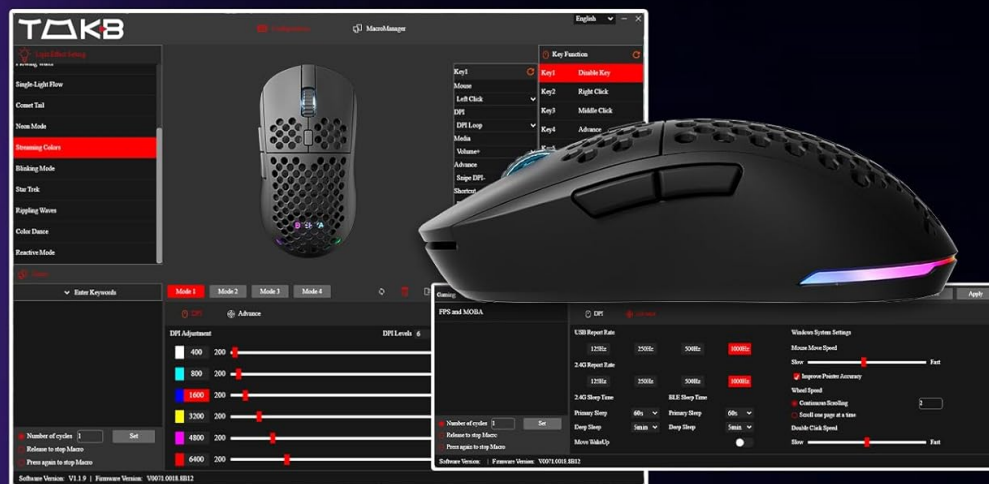 TOKB
MacroManager
English
Light Effect Setting
Flowing Water
Single-Light Flow
Comet Tail
Neon Mode
Streaming Colors
Blinking Mode
Star Trek
Rippling Waves
Color Dance
Reactive Mode
Key1
Mouse
Left Click
DPI
DPI Loop
Media
Volume+
Advance
Snipe DPI-
Shortcut
Key Function
Key1 Disable Key
Key2 Right Click
Key3 Middle Click
Key4 Advance
Enter Keywords
Mode 1 Mode 2 Mode 3 Mode 4
DPI Advance
DPI Adjustment DPI Levels 6
400 200
800 200
1600 200
3200 200
4800 200
6400 200
Number of cycles 1 Set
Release to stop Macro
Press again to stop Macro
Software Version: V1.1.9 | Firmware Version: V0071.0018.8B12
Gaming
Apply
FPS and MOBA
DPI
USB Report Rate
125Hz 250Hz 500Hz 1000Hz
2.4G Report Rate
125Hz 250Hz 500Hz 1000Hz
2.4G Sleep Time BLE Sleep Time
Primary Sleep 60s Primary Sleep 60s
Deep Sleep 5min Deep Sleep 5min
Move WakeUp
Windows System Settings
Mouse Move Speed
Slow Fast
Improve Pointer Accuracy
Wheel Speed
Continuous Scrolling 2
Scroll one page at a time
Double Click Speed
Slow Fast
Number of cycles 1 Set
Release to stop Macro
Press again to stop Macro
Software Version: | Firmware Version: V0071.0018.8B12